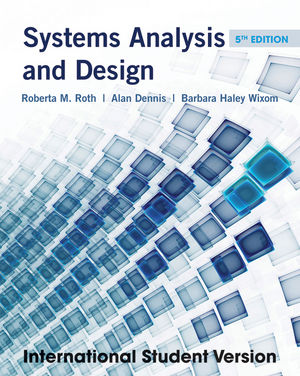 Systems Analysis
and Design
5TH EDITION
Roberta M. Roth | Alan Dennis | Barbara Haley Wixom
International Student Version